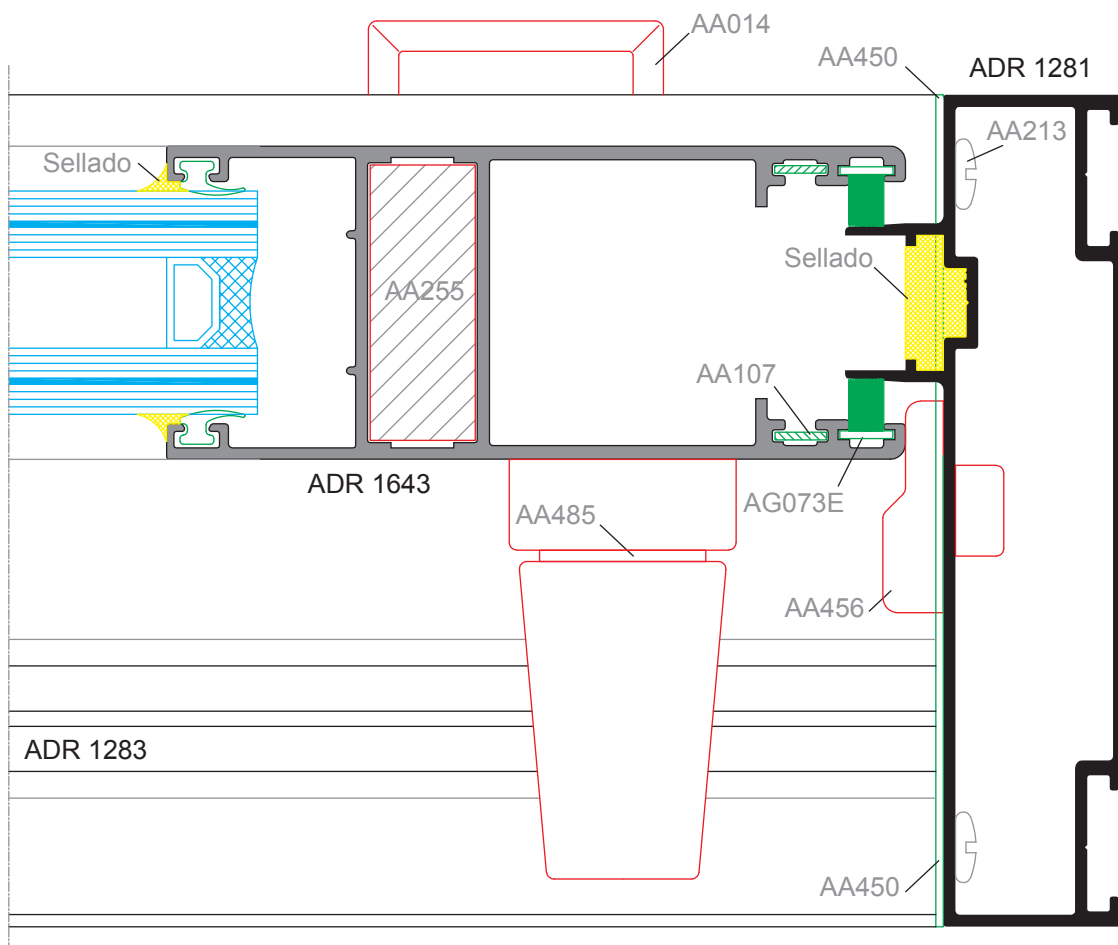 AA014
AA450
ADR 1281
AA213
Sellado
Sellado
AA255
AA107
ADR 1643
AG073E
AA485
AA456
ADR 1283
AA450